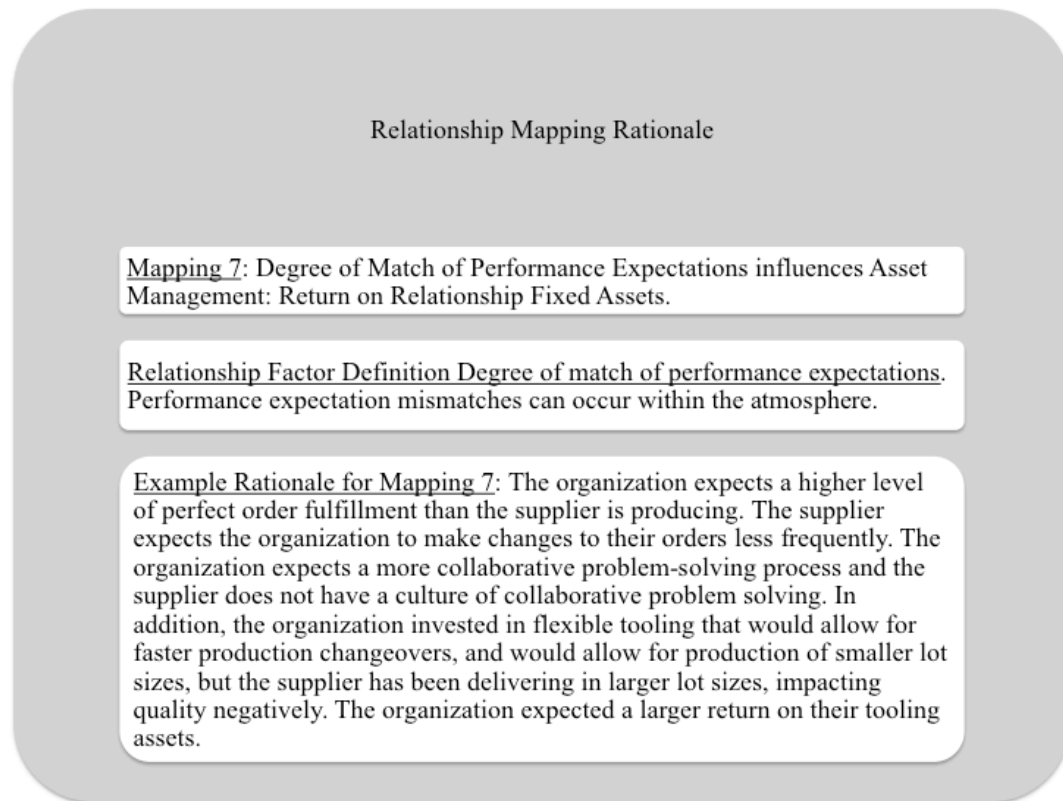 Relationship Mapping Rationale
Mapping 7: Degree of Match of Performance Expectations influences Asset
Management: Return on Relationship Fixed Assets.
Relationship Factor Definition Degree of match of performance expectations.
Performance expectation mismatches can occur within the atmosphere.
Example Rationale for Mapping 7: The organization expects a higher level
of perfect order fulfillment than the supplier is producing. The supplier
expects the organization to make changes to their orders less frequently. The
organization expects a more collaborative problem-solving process and the
supplier does not have a culture of collaborative problem solving. In
addition, the organization invested in flexible tooling that would allow for
faster production changeovers, and would allow for production of smaller lot
sizes, but the supplier has been delivering in larger lot sizes, impacting
quality negatively. The organization expected a larger return on their tooling
assets.